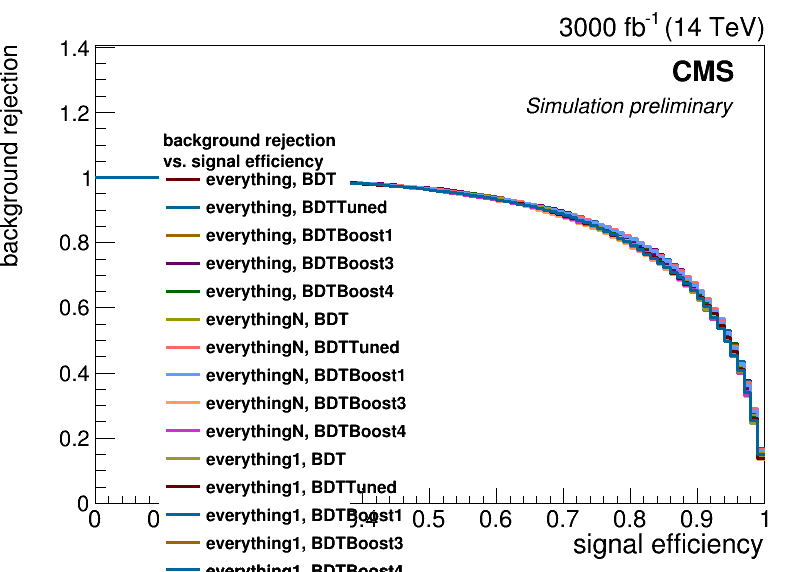 3000 fb-1 (14 TeV)
CMS
Simulation preliminary
background rejection
1.4
1.2
1
0.8
0.6
0.4
0.2
0
background rejection
vs. signal efficiency
everything, BDT
everything, BDTTuned
everything, BDTBoost1
everything, BDTBoost3
everything, BDTBoost4
everythingN, BDT
everythingN, BDTTuned
everythingN, BDTBoost1
everythingN, BDTBoost3
everythingN, BDTBoost4
everything1, BDT
everything1, BDTTuned
everything1, BDTBoost1
everything1, BDTBoost3
everything1, BDTBoost4
0 0 .4 0.5 0.6 0.7 0.8 0.9 1
signal efficiency